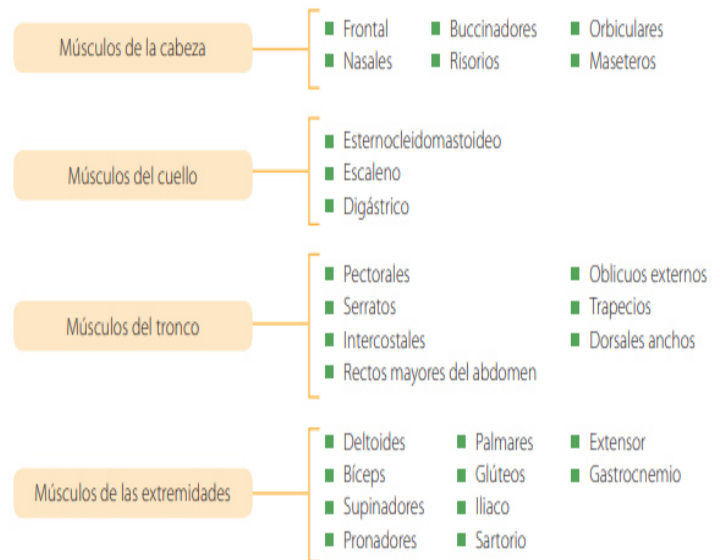 Músculos de la cabeza
Frontal Buccinadores Orbiculares
Nasales Risorios Maseteros
Músculos del cuello
Esternocleidomastoideo
Escaleno
Digástrico
Músculos del tronco
Pectorales Oblicuos externos
Serratos Trapecios
Intercostales Dorsales anchos
Rectos mayores del abdomen
Músculos de las extremidades
Deltoides Palmares Extensor
Bíceps Glúteos Gastrocnemio
Supinadores Iliaco
Pronadores Sartorio